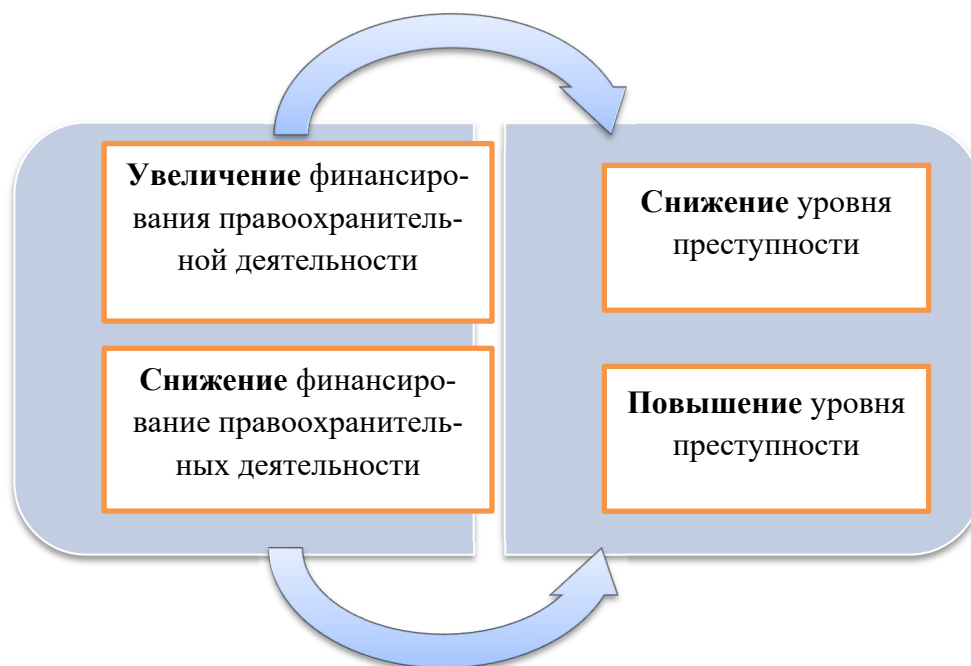 Увеличение финансиро-
вания правоохранитель-
ной деятельности
Снижение финансиро-
вание правоохранитель-
ных деятельности
Снижение уровня
преступности
Повышение уровня
преступности